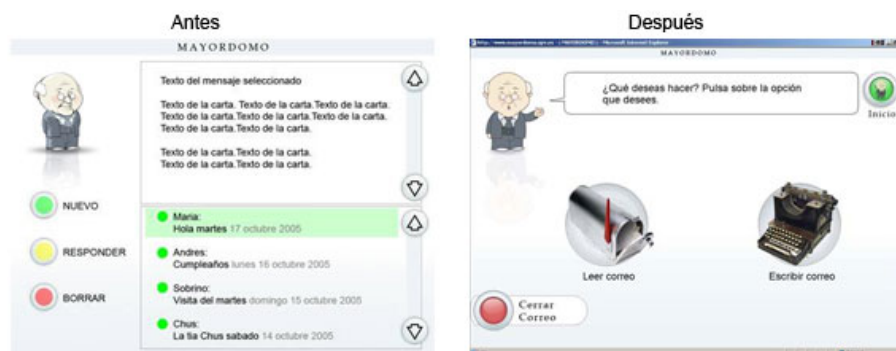 Antes
Después
MAYORDOMO
Texto del mensaje seleccionado
Texto de la carta. Texto de la carta.Texto de la carta.
Texto de la carta.Texto de la carta.Texto de la carta.
Texto de la carta.Texto de la carta.
Texto de la carta.Texto de la carta.
Texto de la carta.Texto de la carta.
NUEVO
RESPONDER
BORRAR
Maria:
Hola martes 17 octubre 2005
Andres:
Cumpleaños lunes 16 octubre 2005
Sobrino:
Visita del martes domingo 15 octubre 2005
Chus:
La tia Chus sabado 14 octubre 2005
MAYORDOMO
¿Qué deseas hacer? Pulsa sobre la opción
que desees.
Inicio
Leer correo
Escribir correo
Cerrar
Correo